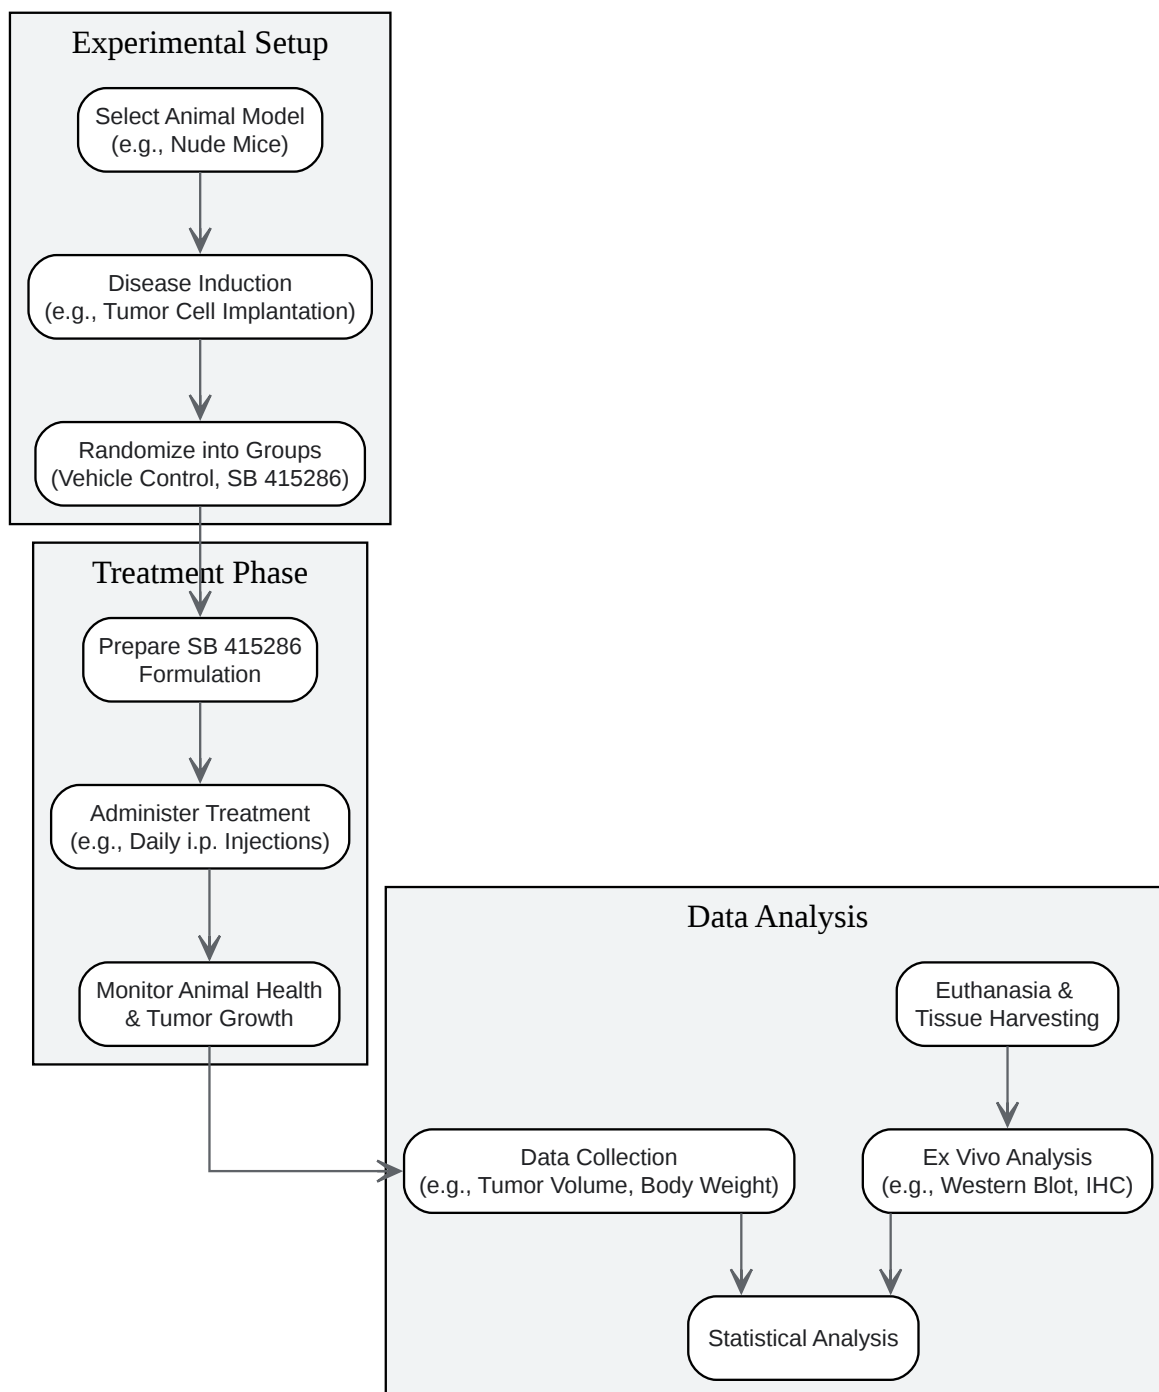 Experimental Setup
Select Animal Model
(e.g., Nude Mice)
Disease Induction
(e.g., Tumor Cell Implantation)
Randomize into Groups
(Vehicle Control, SB 415286)
Treatment Phase
Prepare SB 415286
Formulation
Administer Treatment
(e.g., Daily i.p. Injections)
Monitor Animal Health
& Tumor Growth
Data Analysis
Euthanasia &
Tissue Harvesting
Data Collection
(e.g., Tumor Volume, Body Weight)
Ex Vivo Analysis
(e.g., Western Blot, IHC)
Statistical Analysis